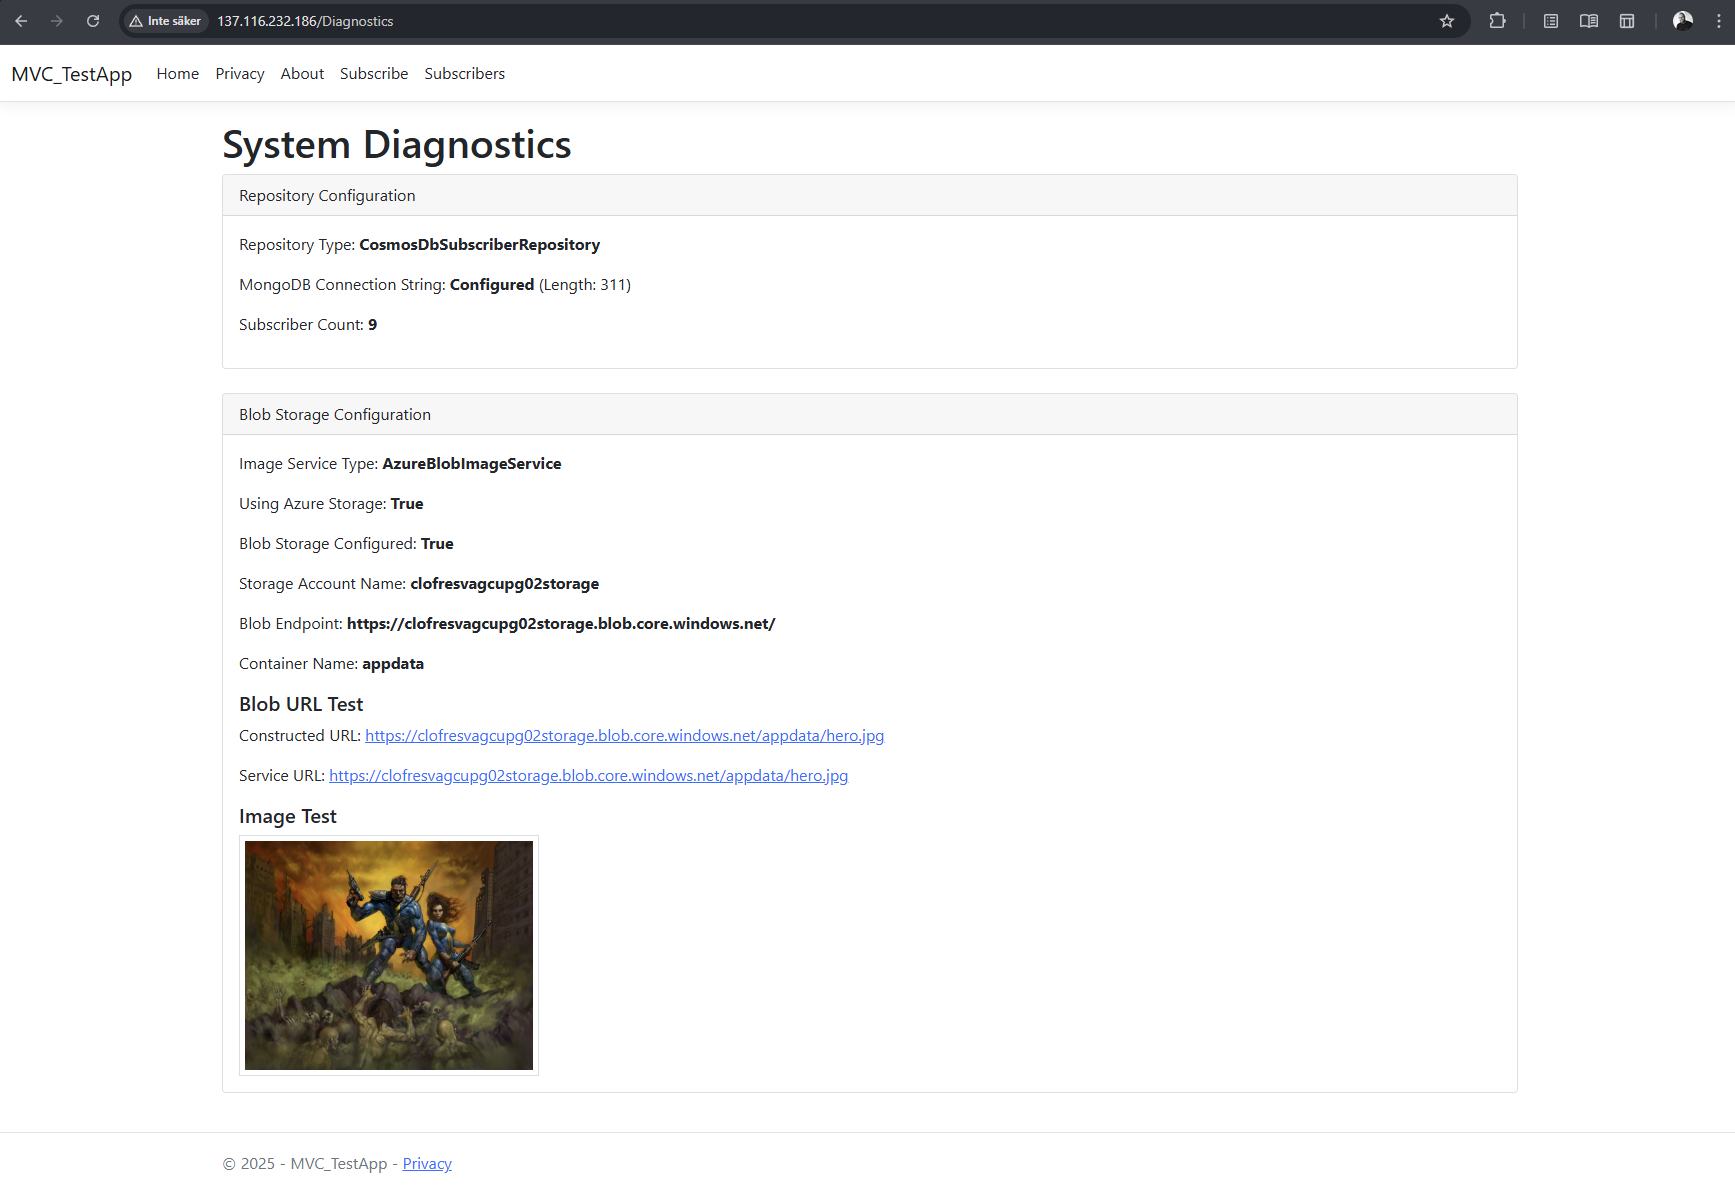 Inte säker
137.116.232.186/Diagnostics
MVC_TestApp Home Privacy About Subscribe Subscribers
System Diagnostics
Repository Configuration
Repository Type: CosmosDbSubscriberRepository
MongoDB Connection String: Configured (Length: 311)
Subscriber Count: 9
Blob Storage Configuration
Image Service Type: AzureBlobImageService
Using Azure Storage: True
Blob Storage Configured: True
Storage Account Name: clofresvagcupg02storage
Blob Endpoint: https://clofresvagcupg02storage.blob.core.windows.net/
Container Name: appdata
Blob URL Test
Constructed URL: https://clofresvagcupg02storage.blob.core.windows.net/appdata/hero.jpg
Service URL: https://clofresvagcupg02storage.blob.core.windows.net/appdata/hero.jpg
Image Test
© 2025 - MVC_TestApp - Privacy